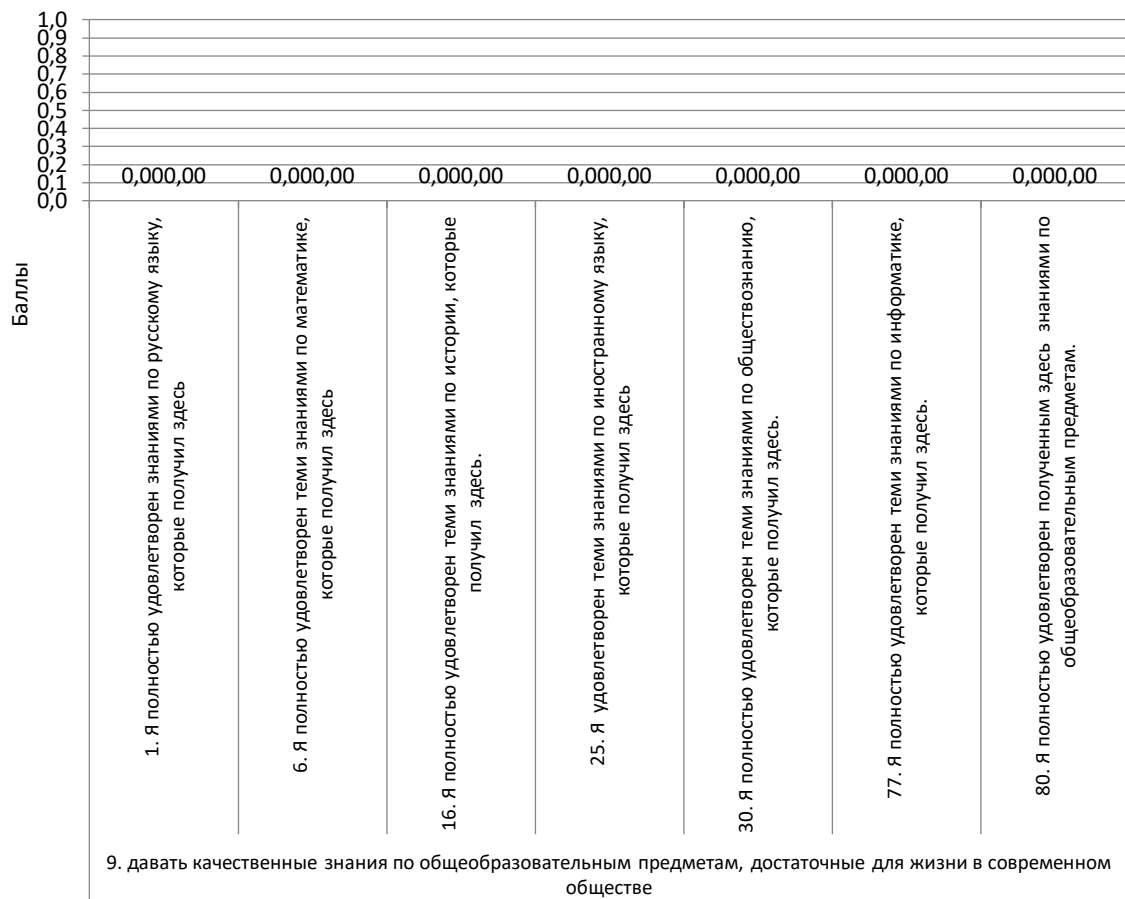 1,0
0,9
0,8
0,7
0,6
0,5
0,4
0,3
0,2
0,1
0,0
Баллы
0,000,00
0,000,00
0,000,00
0,000,00
0,000,00
0,000,00
0,000,00
1. Я полностью удовлетворен знаниями по русскому языку,
которые получил здесь
6. Я полностью удовлетворен теми знаниями по математике,
которые получил здесь
16. Я полностью удовлетворен теми знаниями по истории, которые
получил здесь.
25. Я удовлетворен теми знаниями по иностранному языку,
которые получил здесь
30. Я полностью удовлетворен теми знаниями по обществознанию,
которые получил здесь.
77. Я полностью удовлетворен теми знаниями по информатике,
которые получил здесь.
80. Я полностью удовлетворен полученным здесь знаниями по
общеобразовательным предметам.
9. давать качественные знания по общеобразовательным предметам, достаточные для жизни в современном
обществе